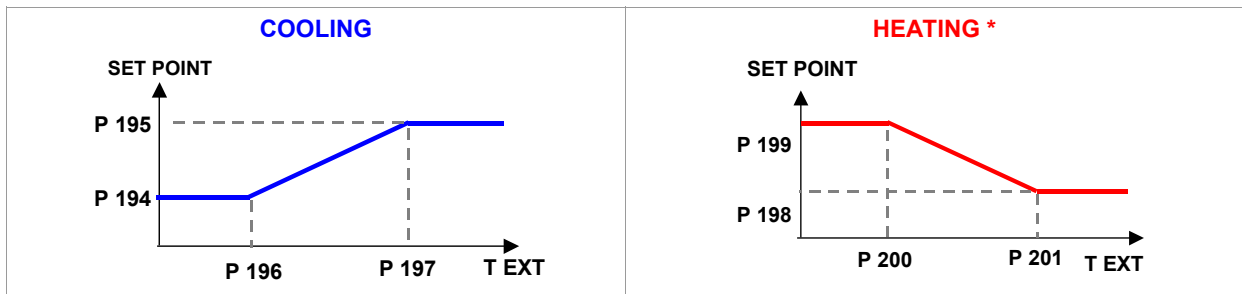 COOLING
SET POINT
P 195
P 194
P 196
P 197
T EXT
HEATING *
SET POINT
P 199
P 198
P 200
P 201
T EXT